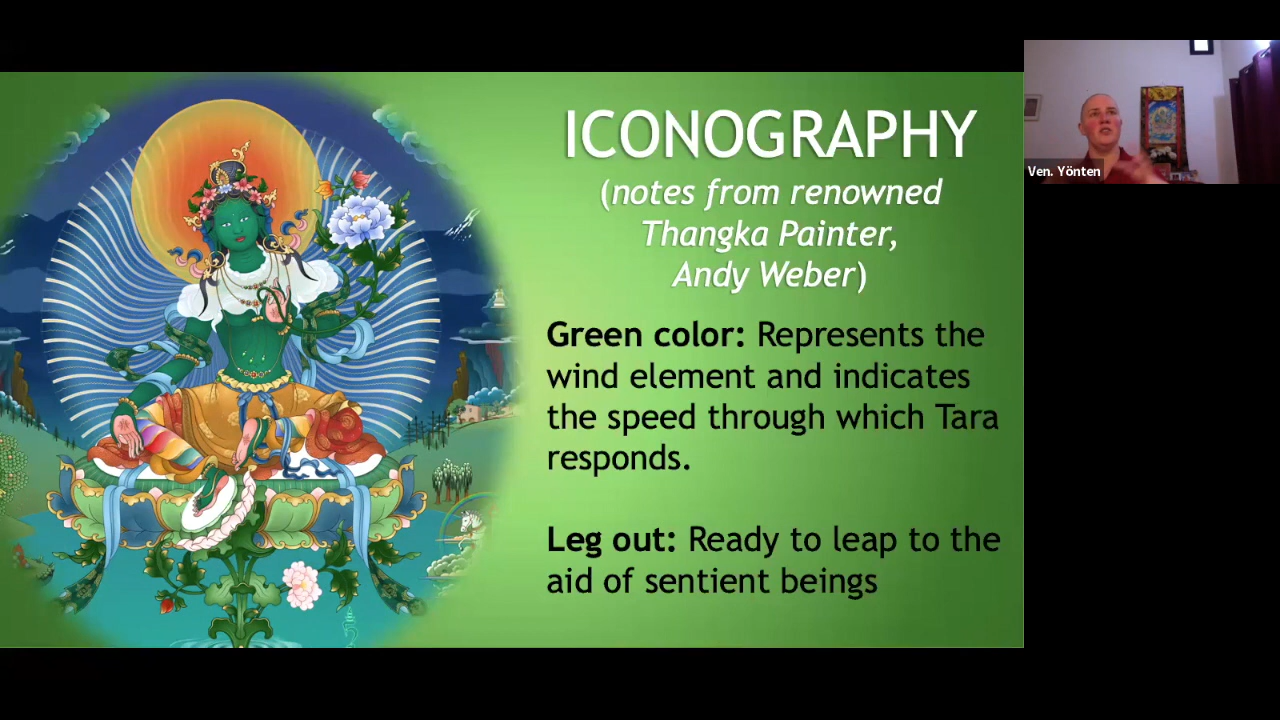 ICONOGRAPHY
(notes from renowned
Thangka Painter,
Andy Weber)
Green color: Represents the
wind element and indicates
the speed through which Tara
responds.
Leg out: Ready to leap to the
aid of sentient beings
Ven. Yönten